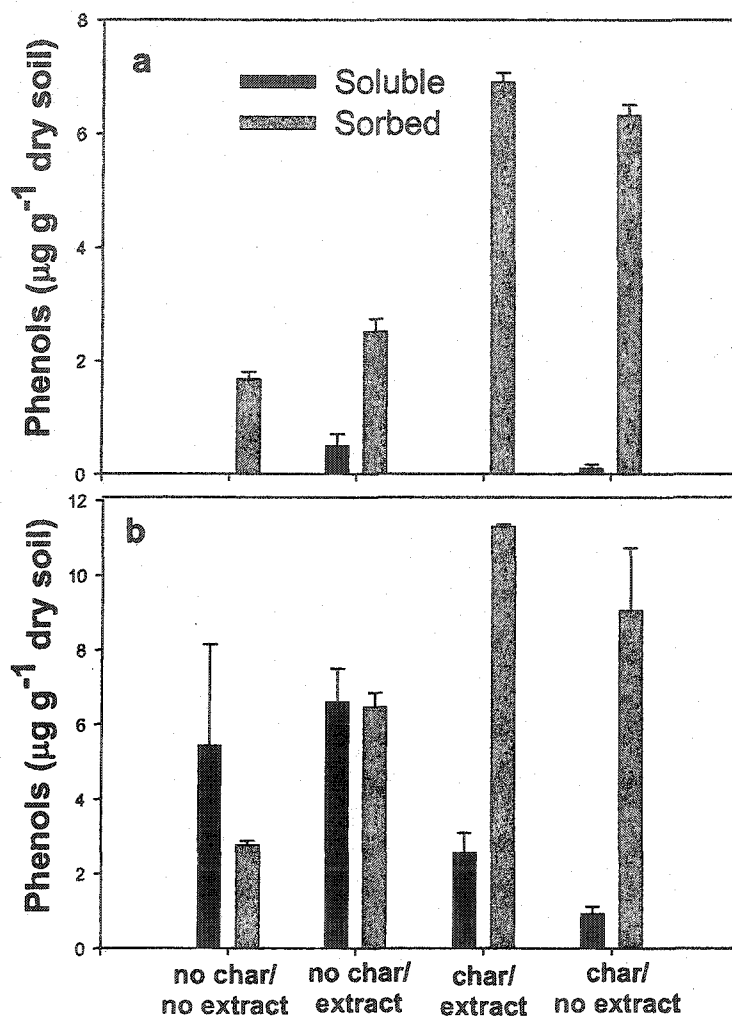 a
Soluble
Sorbed
Phenols (µg g⁻¹ dry soil)
8
6
4
2
0
b
Phenols (µg g⁻¹ dry soil)
12
10
8
6
4
2
0
no char/
no extract
no char/
extract
char/
extract
char/
no extract